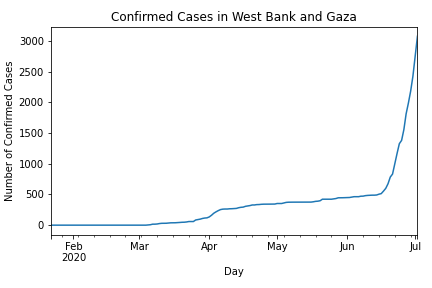 Confirmed Cases in West Bank and Gaza
Number of Confirmed Cases
3000
2500
2000
1500
1000
500
0
Feb
2020
Mar
Apr
May
Jun
Jul
Day